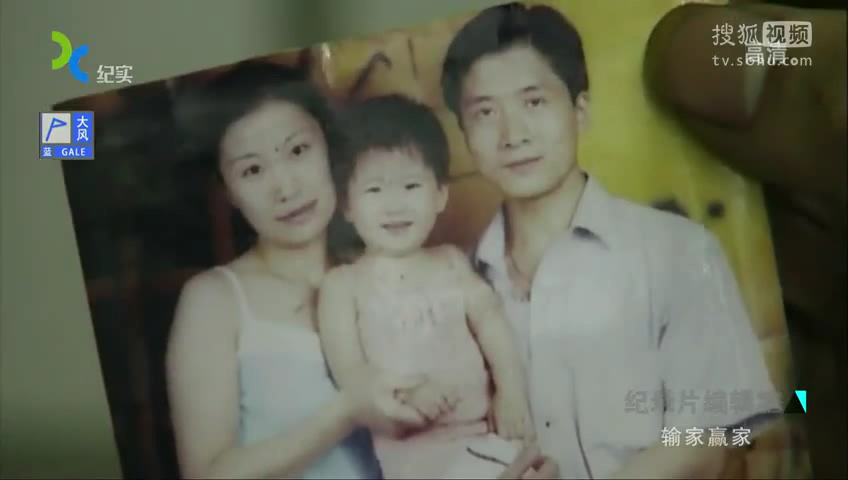 纪实
搜狐视频
高清
tv.sohu.com
大风
蓝 GALE
纪录片编辑室
输家赢家